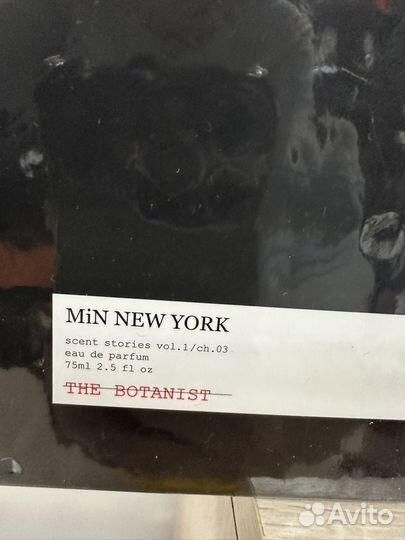 MiN NEW YORK
scent stories vol.1/ch.03
eau de parfum
75ml 2.5 fl oz
THE BOTANIST
Avito